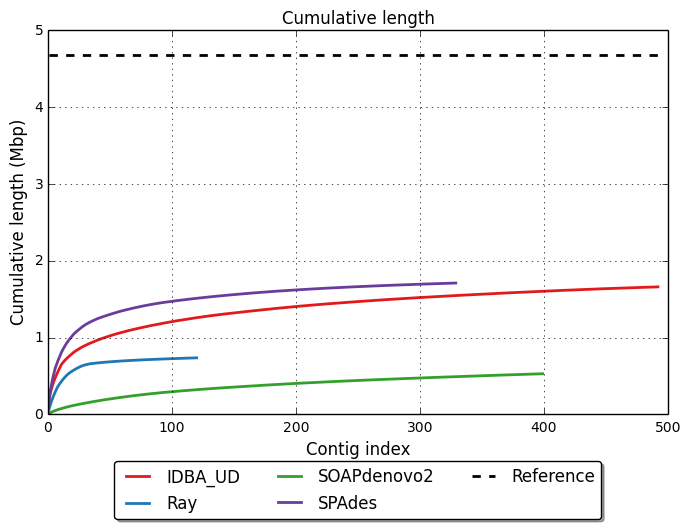 Cumulative length
5
4
3
2
1
0
Cumulative length (Mbp)
0 100 200 300 400 500
Contig index
IDBA_UD SOAPdenovo2 Reference
Ray SPAdes